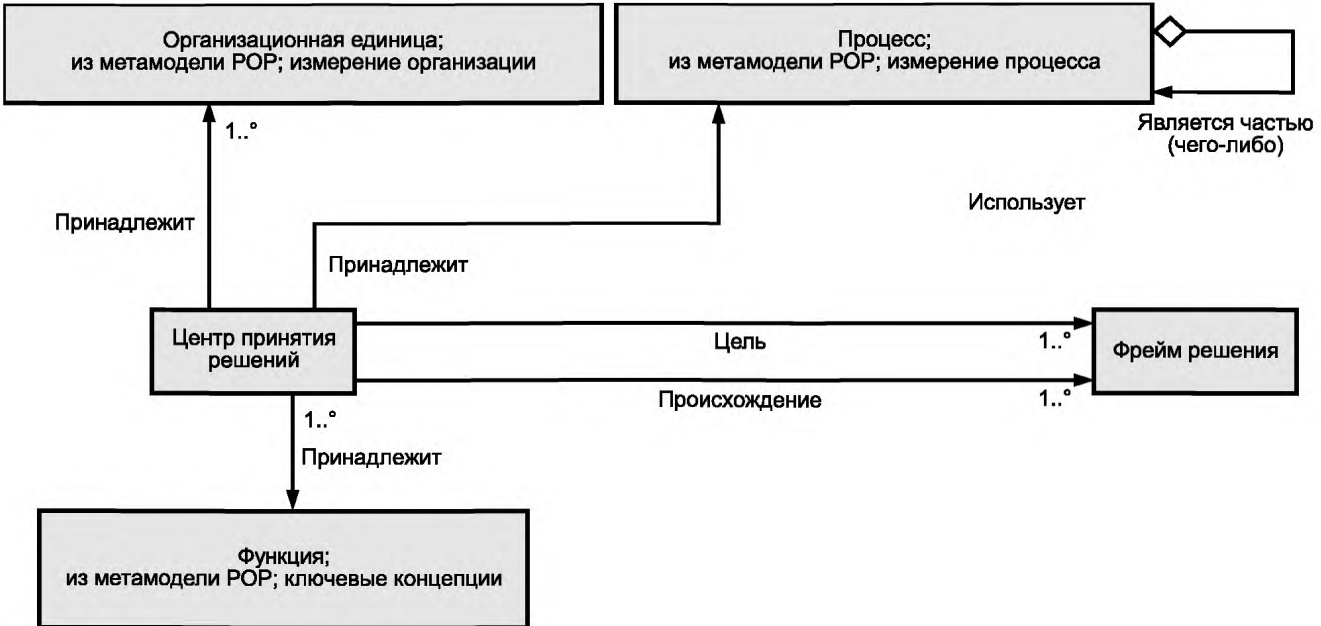 Организационная единица;
из метамодели POP; измерение организации
Процесс;
из метамодели POP; измерение процесса
1..°
Является частью
(чего-либо)
Использует
Принадлежит
Принадлежит
Центр принятия
решений
Цель
1..°
Фрейм решения
Происхождение
1..°
1..°
Принадлежит
Функция;
из метамодели POP; ключевые концепции